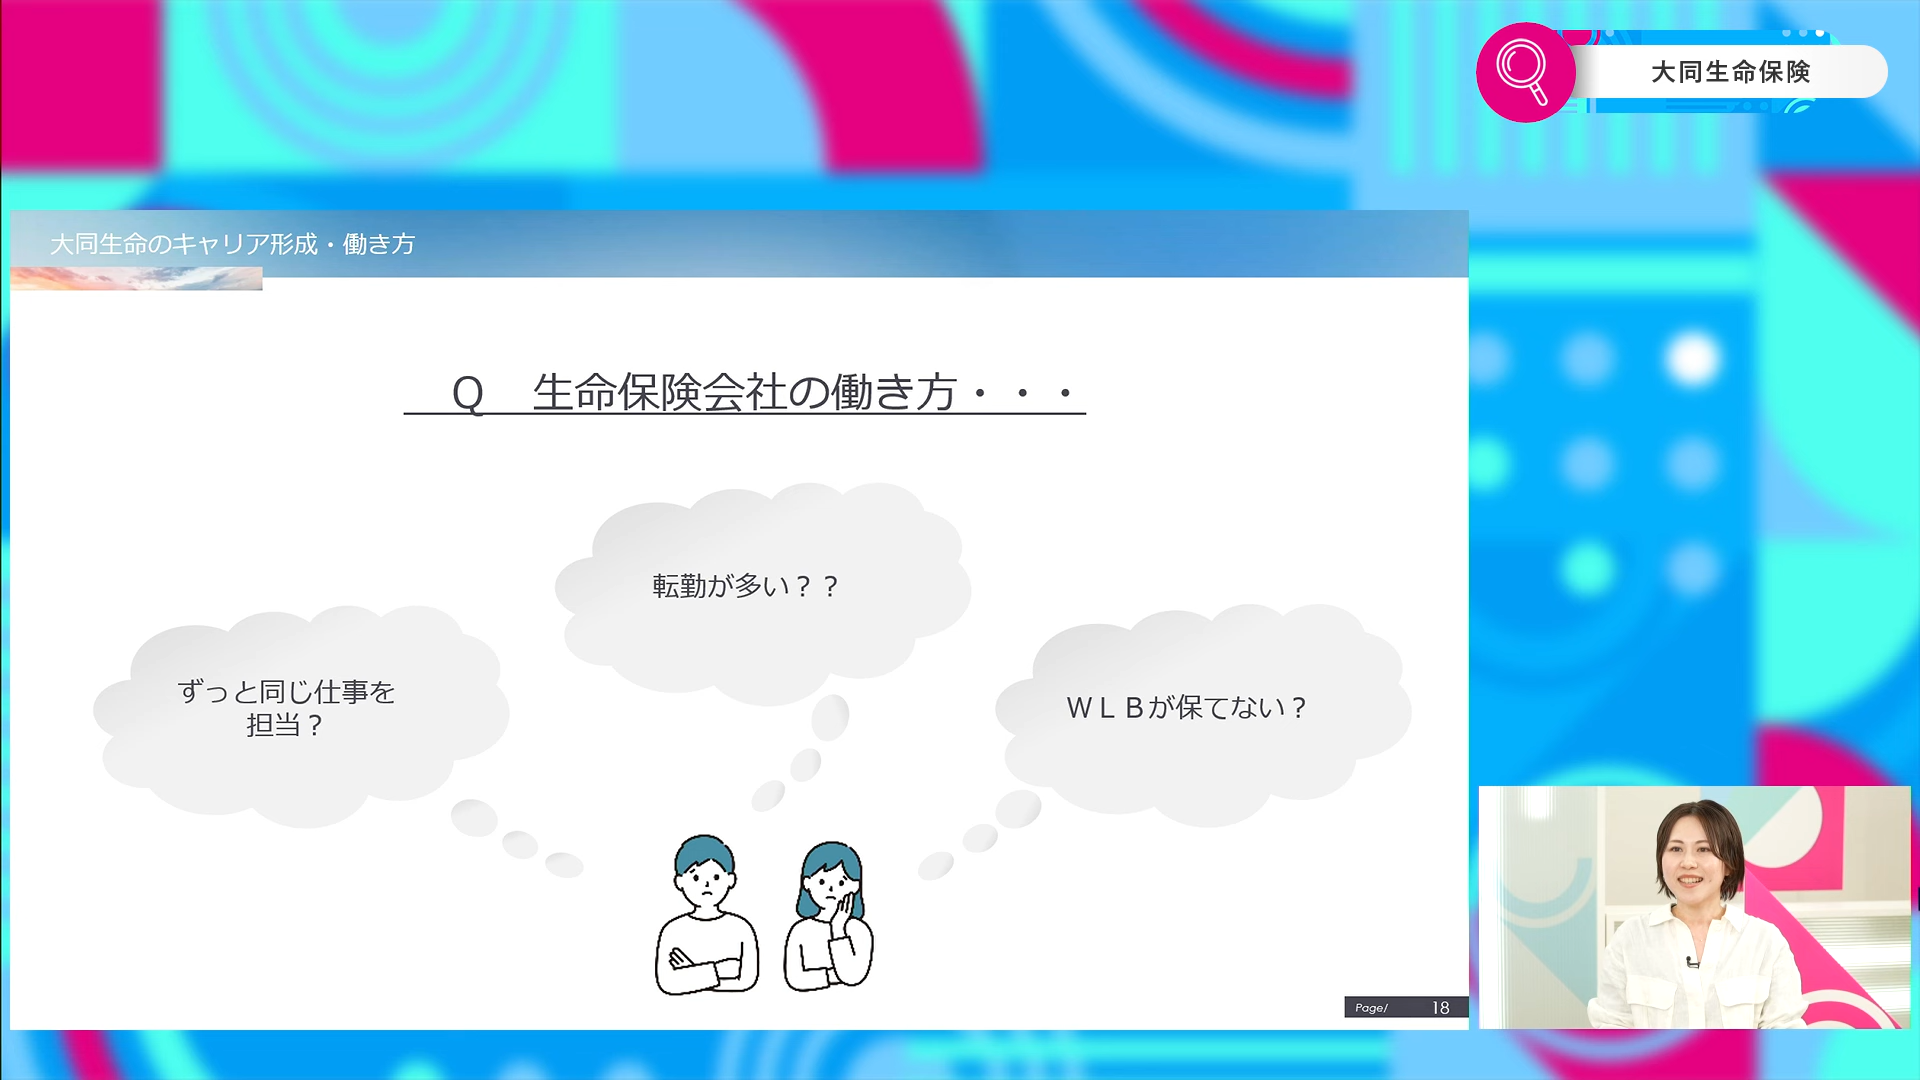 大同生命保険
大同生命のキャリア形成・働き方
Q　生命保険会社の働き方・・・
転勤が多い？？
ずっと同じ仕事を
担当？
ＷＬＢが保てない？
Page/ 18